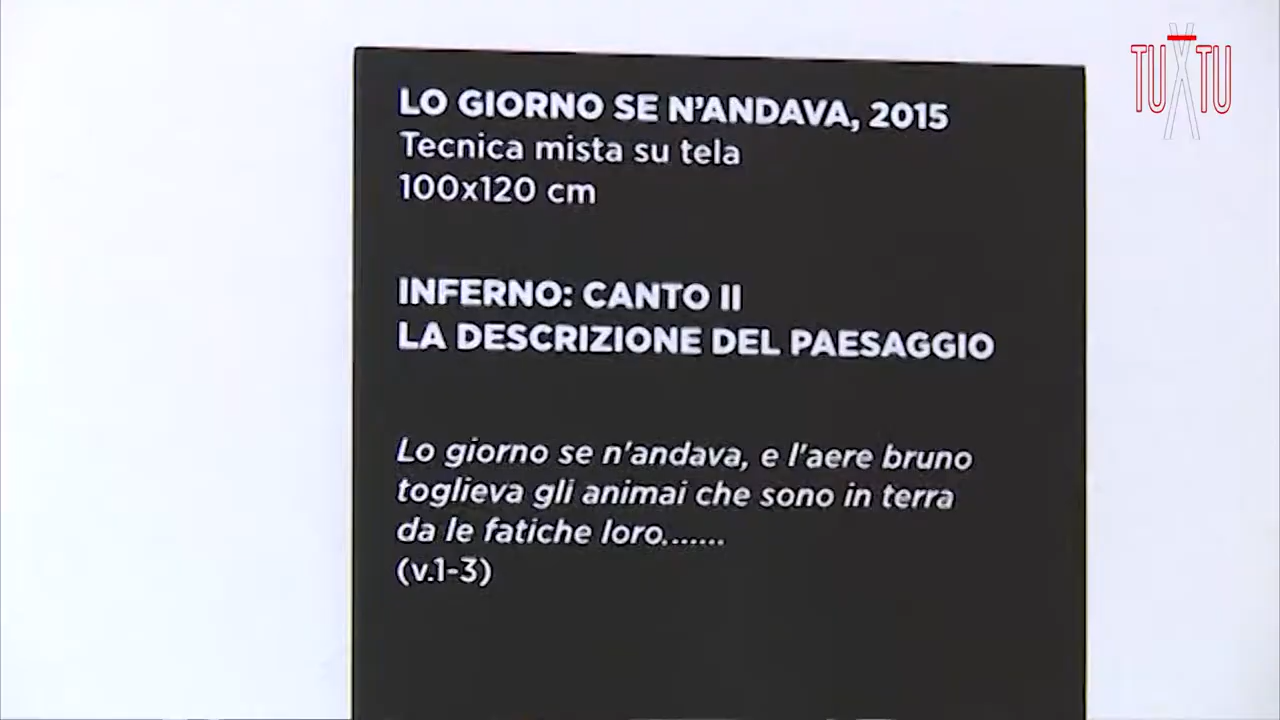 TUXTU
LO GIORNO SE N'ANDAVA, 2015
Tecnica mista su tela
100x120 cm
INFERNO: CANTO II
LA DESCRIZIONE DEL PAESAGGIO
Lo giorno se n'andava, e l'aere bruno
toglieva gli animai che sono in terra
da le fatiche loro.......
(v.1-3)